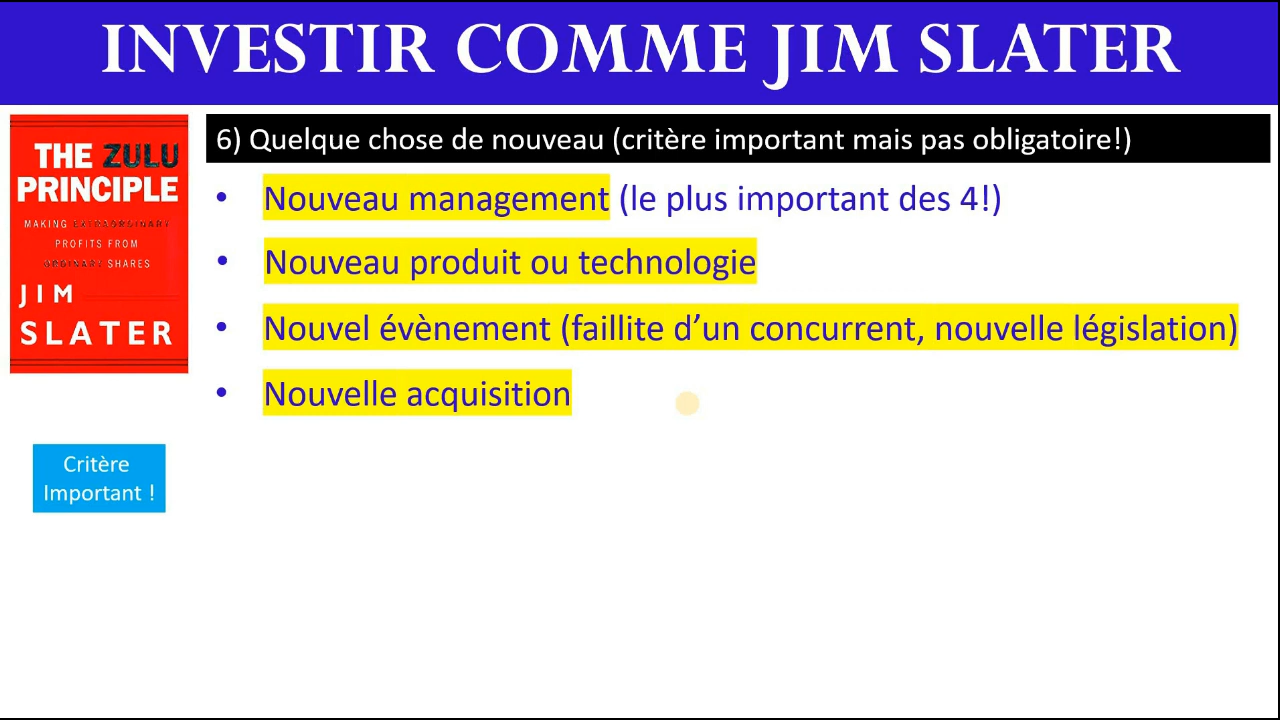 INVESTIR COMME JIM SLATER
THE ZULU
PRINCIPLE
MAKING EXTRAORDINARY
PROFITS FROM
ORDINARY SHARES
JIM
SLATER
6) Quelque chose de nouveau (critère important mais pas obligatoire!)
• Nouveau management (le plus important des 4!)
• Nouveau produit ou technologie
• Nouvel évènement (faillite d’un concurrent, nouvelle législation)
• Nouvelle acquisition
Critère
Important !